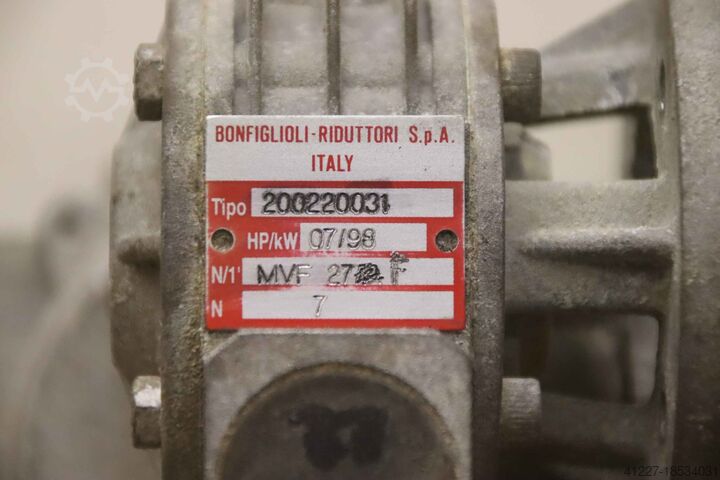 BONFIGLIOLI-RIDUTTORI S.p.A.
ITALY
Tipo 200220031
HP/kW 07/98
N/1' MVF F
N 7
41227-18534031